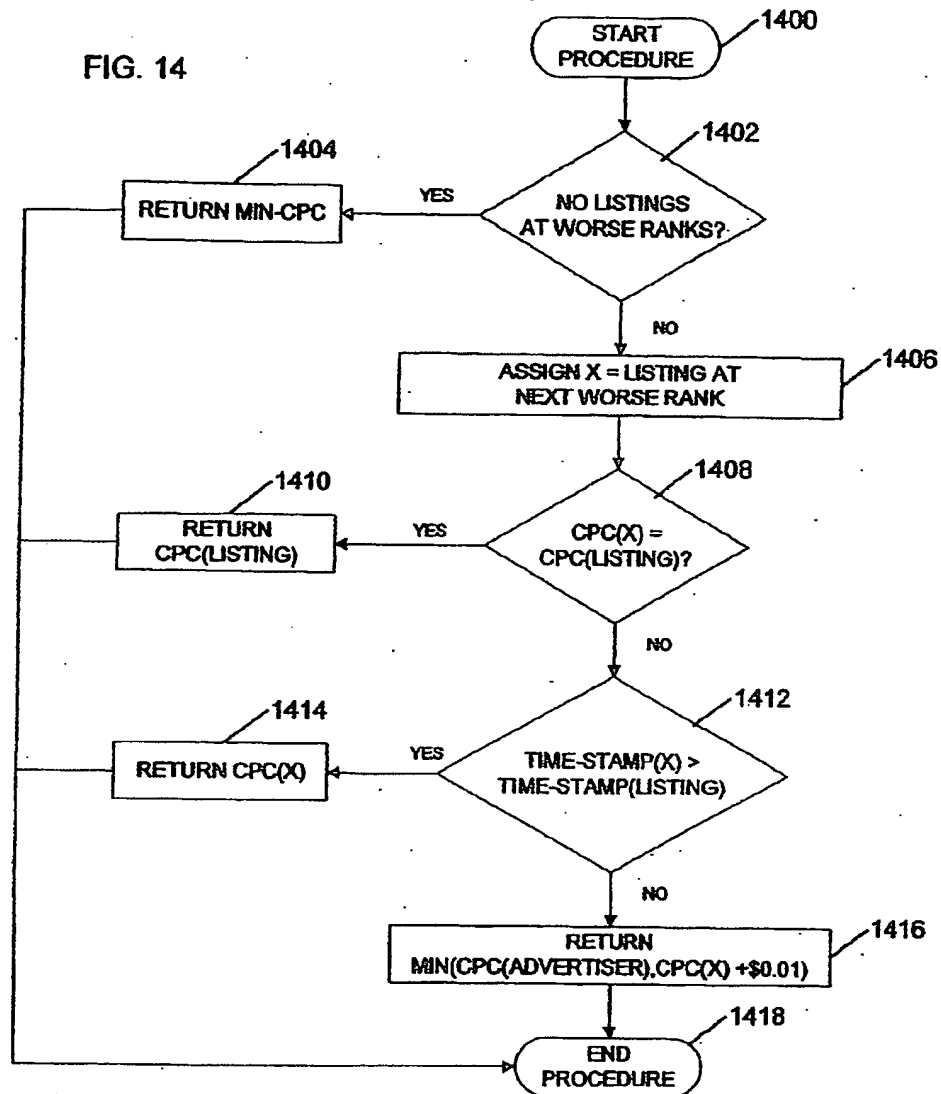 FIG. 14
START
PROCEDURE
1400
1402
NO LISTINGS
AT WORSE RANKS?
YES
1404
RETURN MIN-CPC
NO
1406
ASSIGN X = LISTING AT
NEXT WORSE RANK
1408
CPC(X) =
CPC(LISTING)?
YES
1410
RETURN
CPC(LISTING)
NO
1412
TIME-STAMP(X) >
TIME-STAMP(LISTING)
YES
1414
RETURN CPC(X)
NO
1416
RETURN
MIN(CPC(ADVERTISER),CPC(X) +$0.01)
1418
END
PROCEDURE